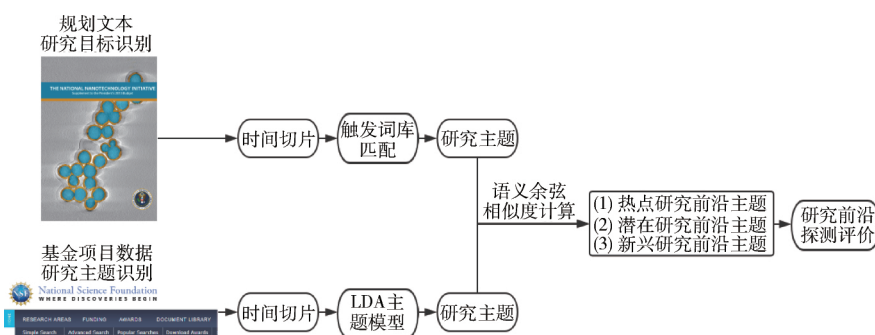 规划文本
研究目标识别
THE NATIONAL NANOTECHNOLOGY INITIATIVE
时间切片
触发词库
匹配
研究主题
语义余弦
相似度计算
(1) 热点研究前沿主题
(2) 潜在研究前沿主题
(3) 新兴研究前沿主题
研究前沿
探测评价
基金项目数据
研究主题识别
National Science Foundation
WHERE DISCOVERIES BEGIN
RESEARCH AREAS FUNDING AWARDS DOCUMENT LIBRARY
Simple Search Advanced Search Popular Searches Download Awards
时间切片
LDA主
题模型
研究主题